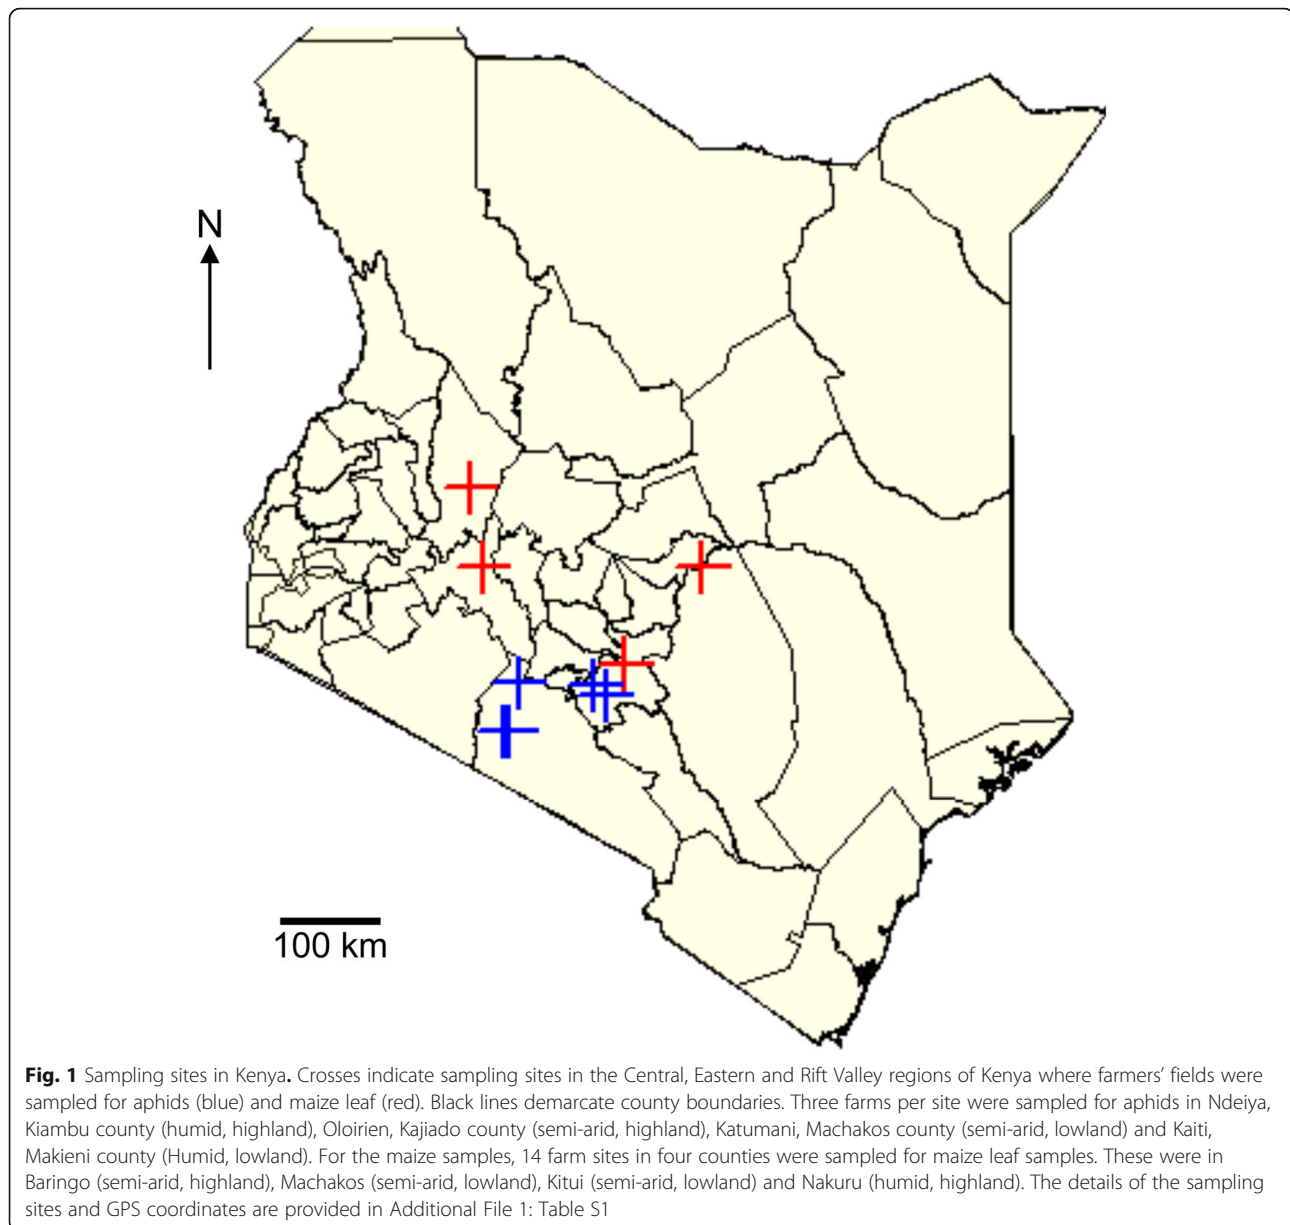 N
100 km
Fig. 1 Sampling sites in Kenya. Crosses indicate sampling sites in the Central, Eastern and Rift Valley regions of Kenya where farmers' fields were
sampled for aphids (blue) and maize leaf (red). Black lines demarcate county boundaries. Three farms per site were sampled for aphids in Ndeiya,
Kiambu county (humid, highland), Oloirien, Kajiado county (semi-arid, highland), Katumani, Machakos county (semi-arid, lowland) and Kaiti,
Makieni county (Humid, lowland). For the maize samples, 14 farm sites in four counties were sampled for maize leaf samples. These were in
Baringo (semi-arid, highland), Machakos (semi-arid, lowland), Kitui (semi-arid, lowland) and Nakuru (humid, highland). The details of the sampling
sites and GPS coordinates are provided in Additional File 1: Table S1